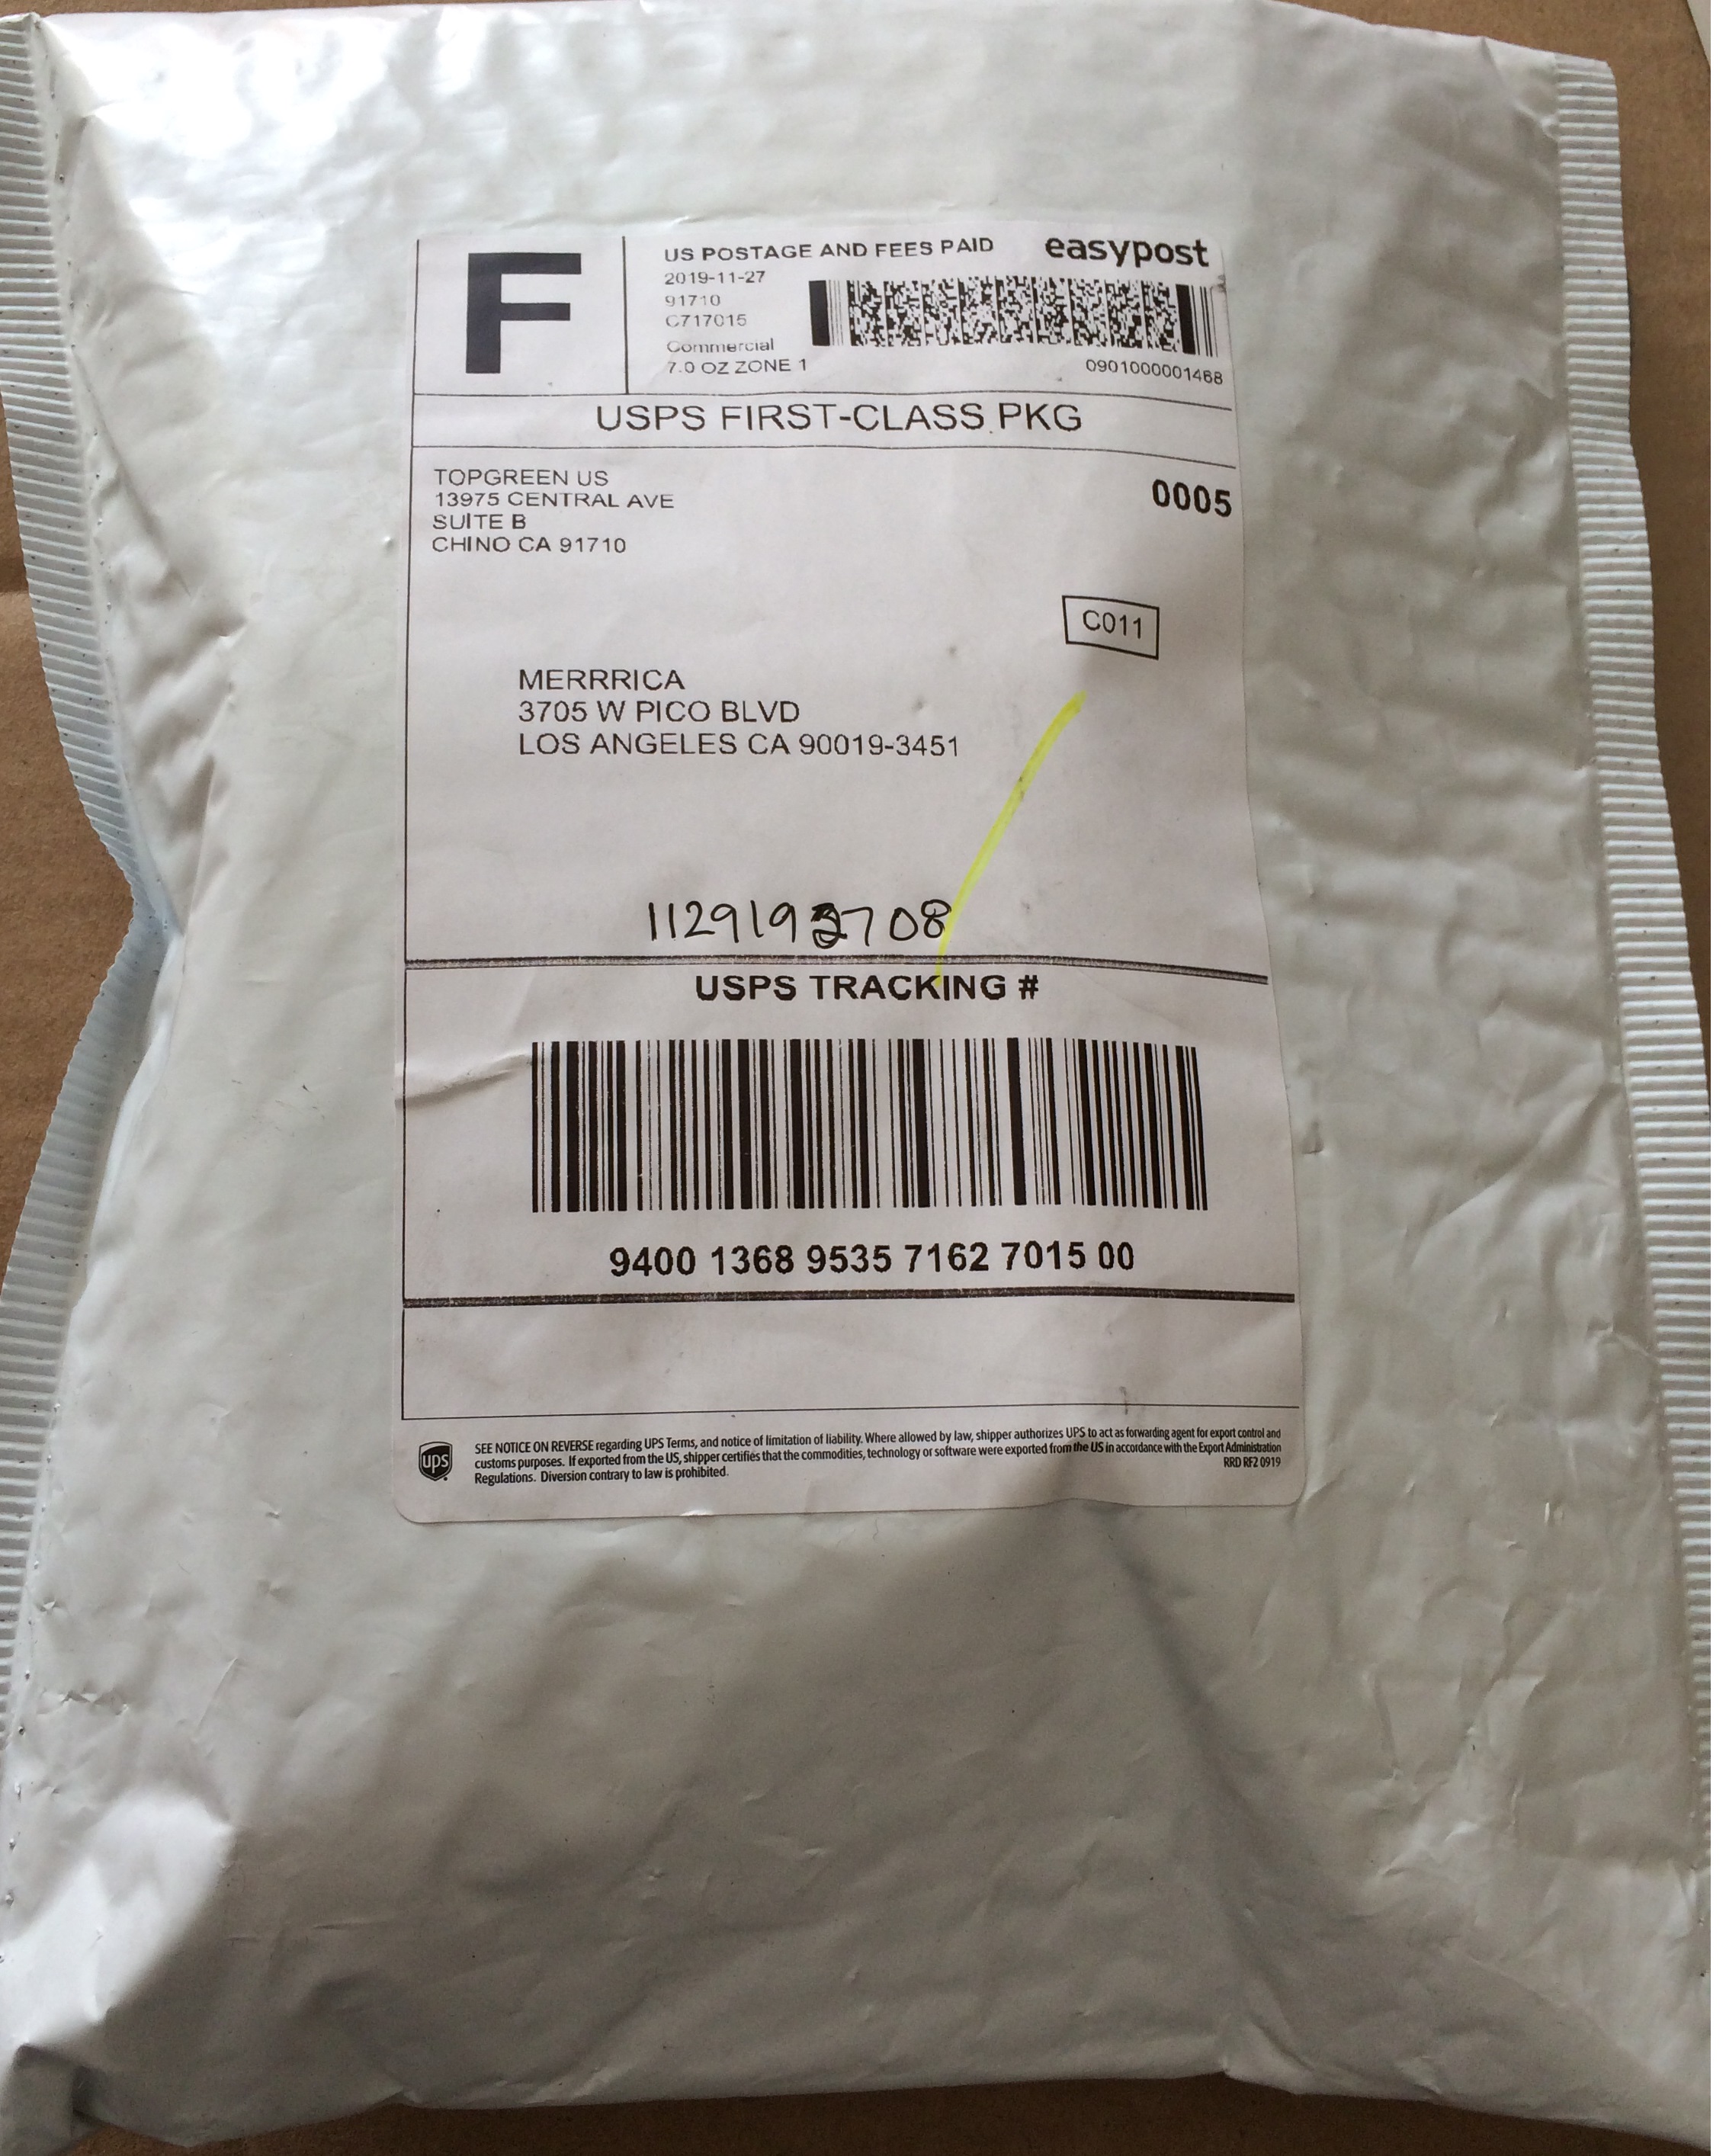 F
US POSTAGE AND FEES PAID
easypost
2019-11-27
91710
C717015
Commercial
7.0 OZ ZONE 1
0901000001468
USPS FIRST-CLASS PKG
TOPGREEN US
13975 CENTRAL AVE
SUITE B
CHINO CA 91710
0005
C011
MERRRICA
3705 W PICO BLVD
LOS ANGELES CA 90019-3451
USPS TRACKING #
9400 1368 9535 7162 7015 00
ups
SEE NOTICE ON REVERSE regarding UPS Terms, and notice of limitation of liability. Where allowed by law, shipper authorizes UPS to act as forwarding agent for export control and
customs purposes. If exported from the US, shipper certifies that the commodities, technology or software were exported from the US in accordance with the Export Administration
Regulations. Diversion contrary to law is prohibited.
RRD RF2 0919